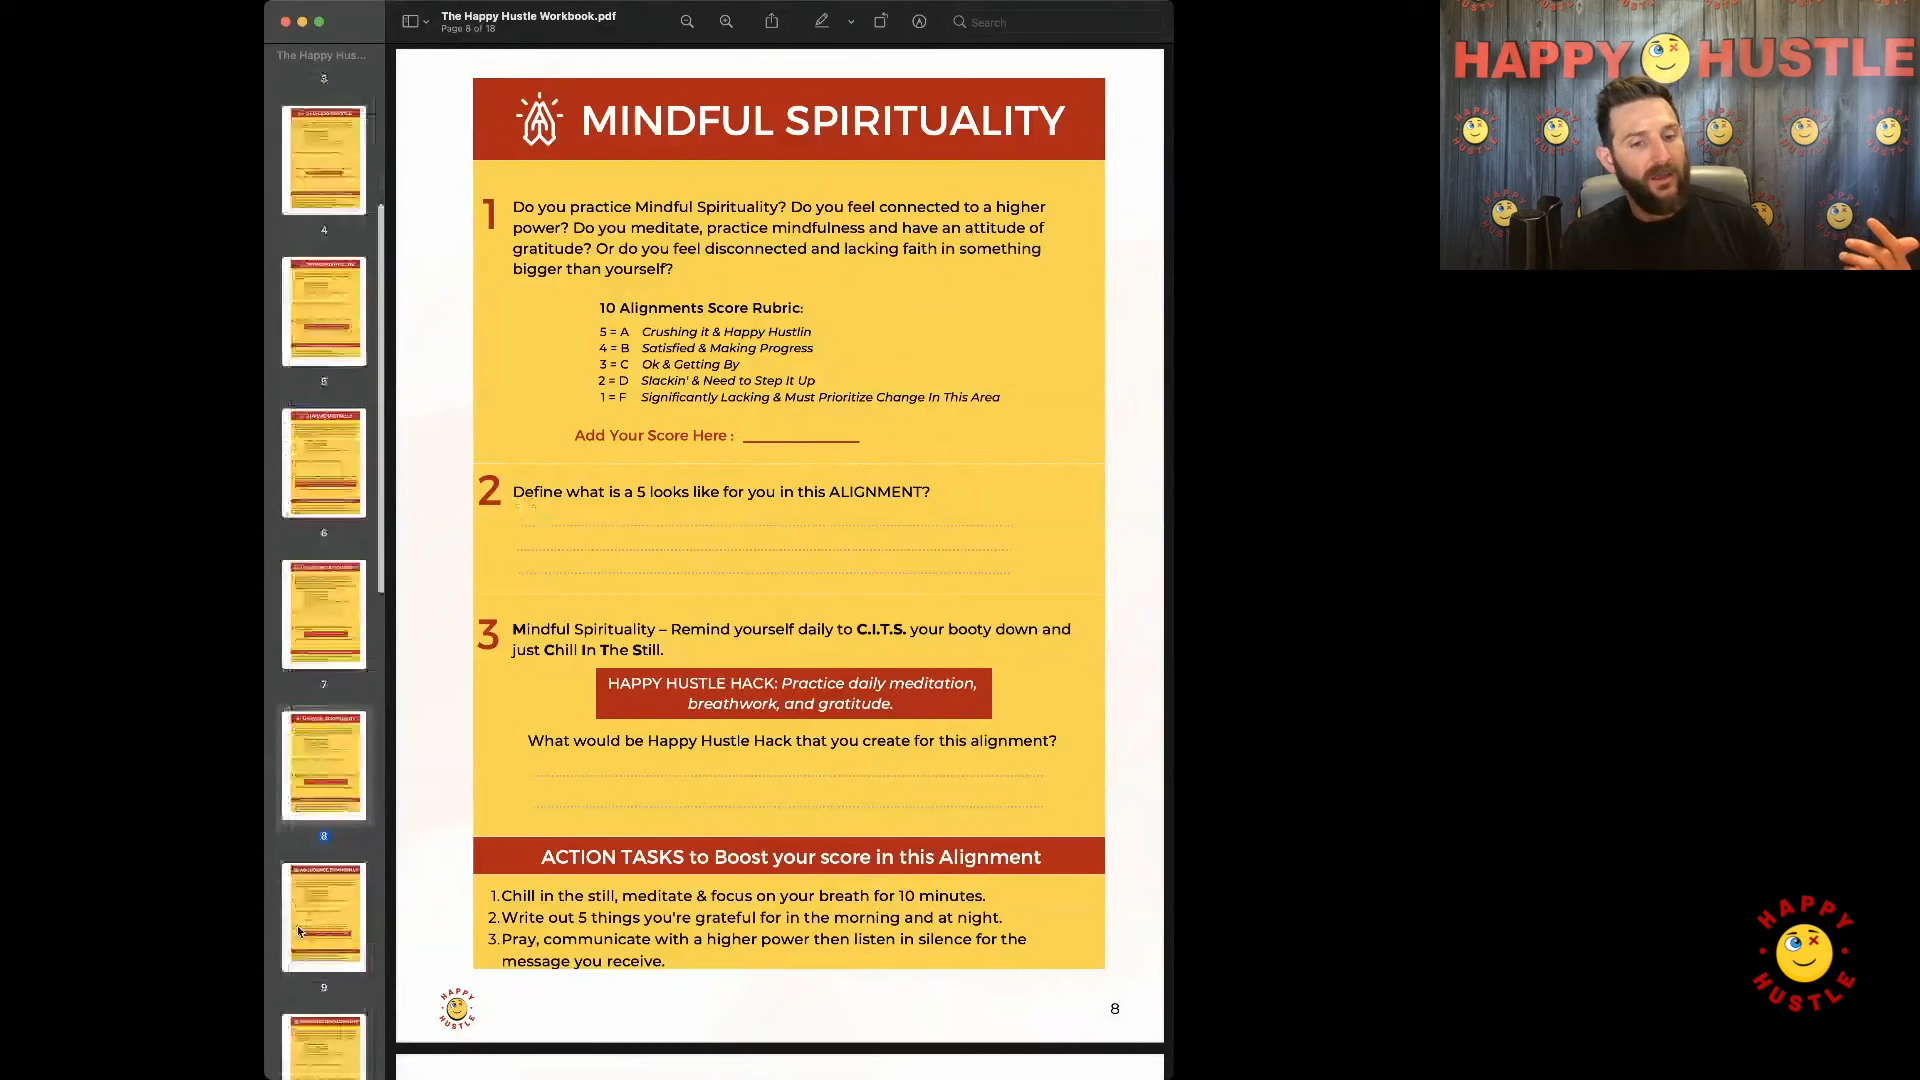 The Happy Hustle Workbook.pdf
Page 8 of 18
Search
The Happy Hus...
3
4
5
6
7
8
9
MINDFUL SPIRITUALITY
1
Do you practice Mindful Spirituality? Do you feel connected to a higher
power? Do you meditate, practice mindfulness and have an attitude of
gratitude? Or do you feel disconnected and lacking faith in something
bigger than yourself?
10 Alignments Score Rubric:
5 = A Crushing it & Happy Hustlin
4 = B Satisfied & Making Progress
3 = C Ok & Getting By
2 = D Slackin' & Need to Step It Up
1 = F Significantly Lacking & Must Prioritize Change In This Area
Add Your Score Here :
2
Define what is a 5 looks like for you in this ALIGNMENT?
3
Mindful Spirituality – Remind yourself daily to C.I.T.S. your booty down and
just Chill In The Still.
HAPPY HUSTLE HACK: Practice daily meditation,
breathwork, and gratitude.
What would be Happy Hustle Hack that you create for this alignment?
ACTION TASKS to Boost your score in this Alignment
1. Chill in the still, meditate & focus on your breath for 10 minutes.
2. Write out 5 things you're grateful for in the morning and at night.
3. Pray, communicate with a higher power then listen in silence for the
message you receive.
HAPPY
HUSTLE
8
HAPPY HUSTLE
HAPPY
HUSTLE